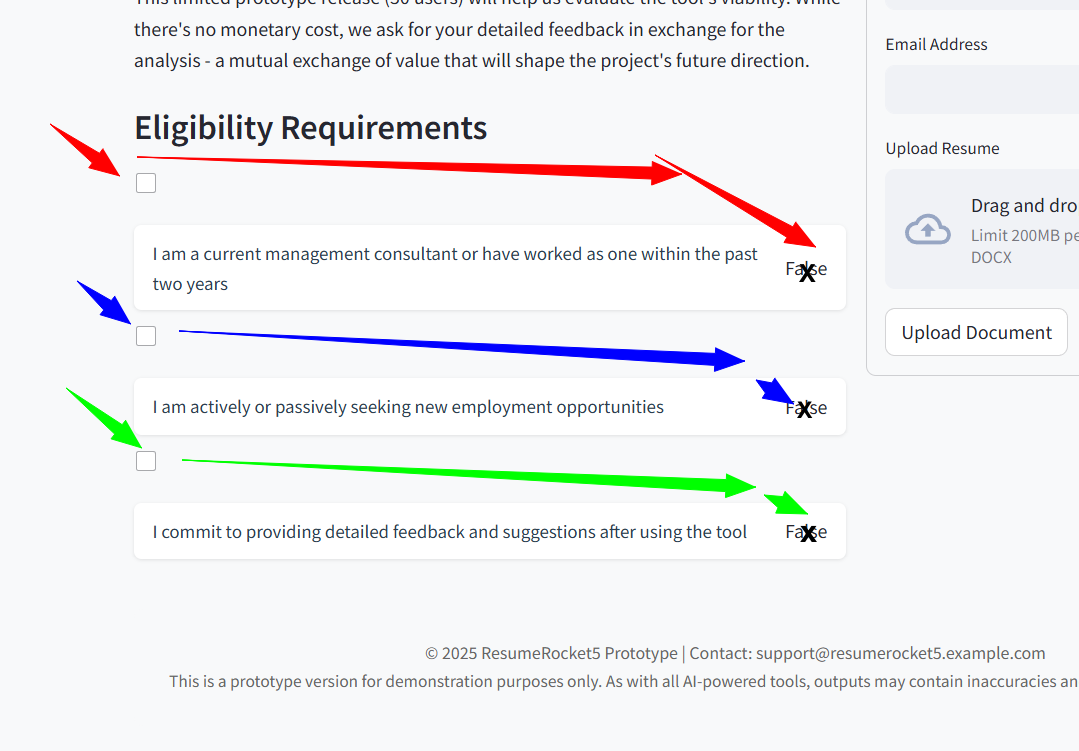 This limited prototype release (50 users) will help us evaluate the tool's viability. While
there's no monetary cost, we ask for your detailed feedback in exchange for the
analysis - a mutual exchange of value that will shape the project's future direction.
Eligibility Requirements
I am a current management consultant or have worked as one within the past
two years
False
X
I am actively or passively seeking new employment opportunities
False
X
I commit to providing detailed feedback and suggestions after using the tool
False
X
Email Address
Upload Resume
Drag and dro
Limit 200MB pe
DOCX
Upload Document
© 2025 ResumeRocket5 Prototype | Contact: support@resumerocket5.example.com
This is a prototype version for demonstration purposes only. As with all AI-powered tools, outputs may contain inaccuracies an